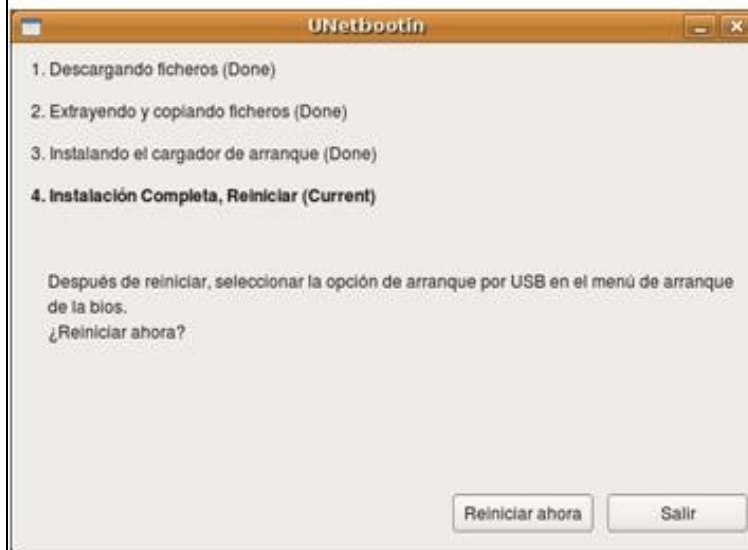 UNetbootin
1. Descargando ficheros (Done)
2. Extrayendo y copiando ficheros (Done)
3. Instalando el cargador de arranque (Done)
4. Instalación Completa, Reiniciar (Current)
Después de reiniciar, seleccionar la opción de arranque por USB en el menú de arranque
de la bios.
¿Reiniciar ahora?
Reiniciar ahora
Salir